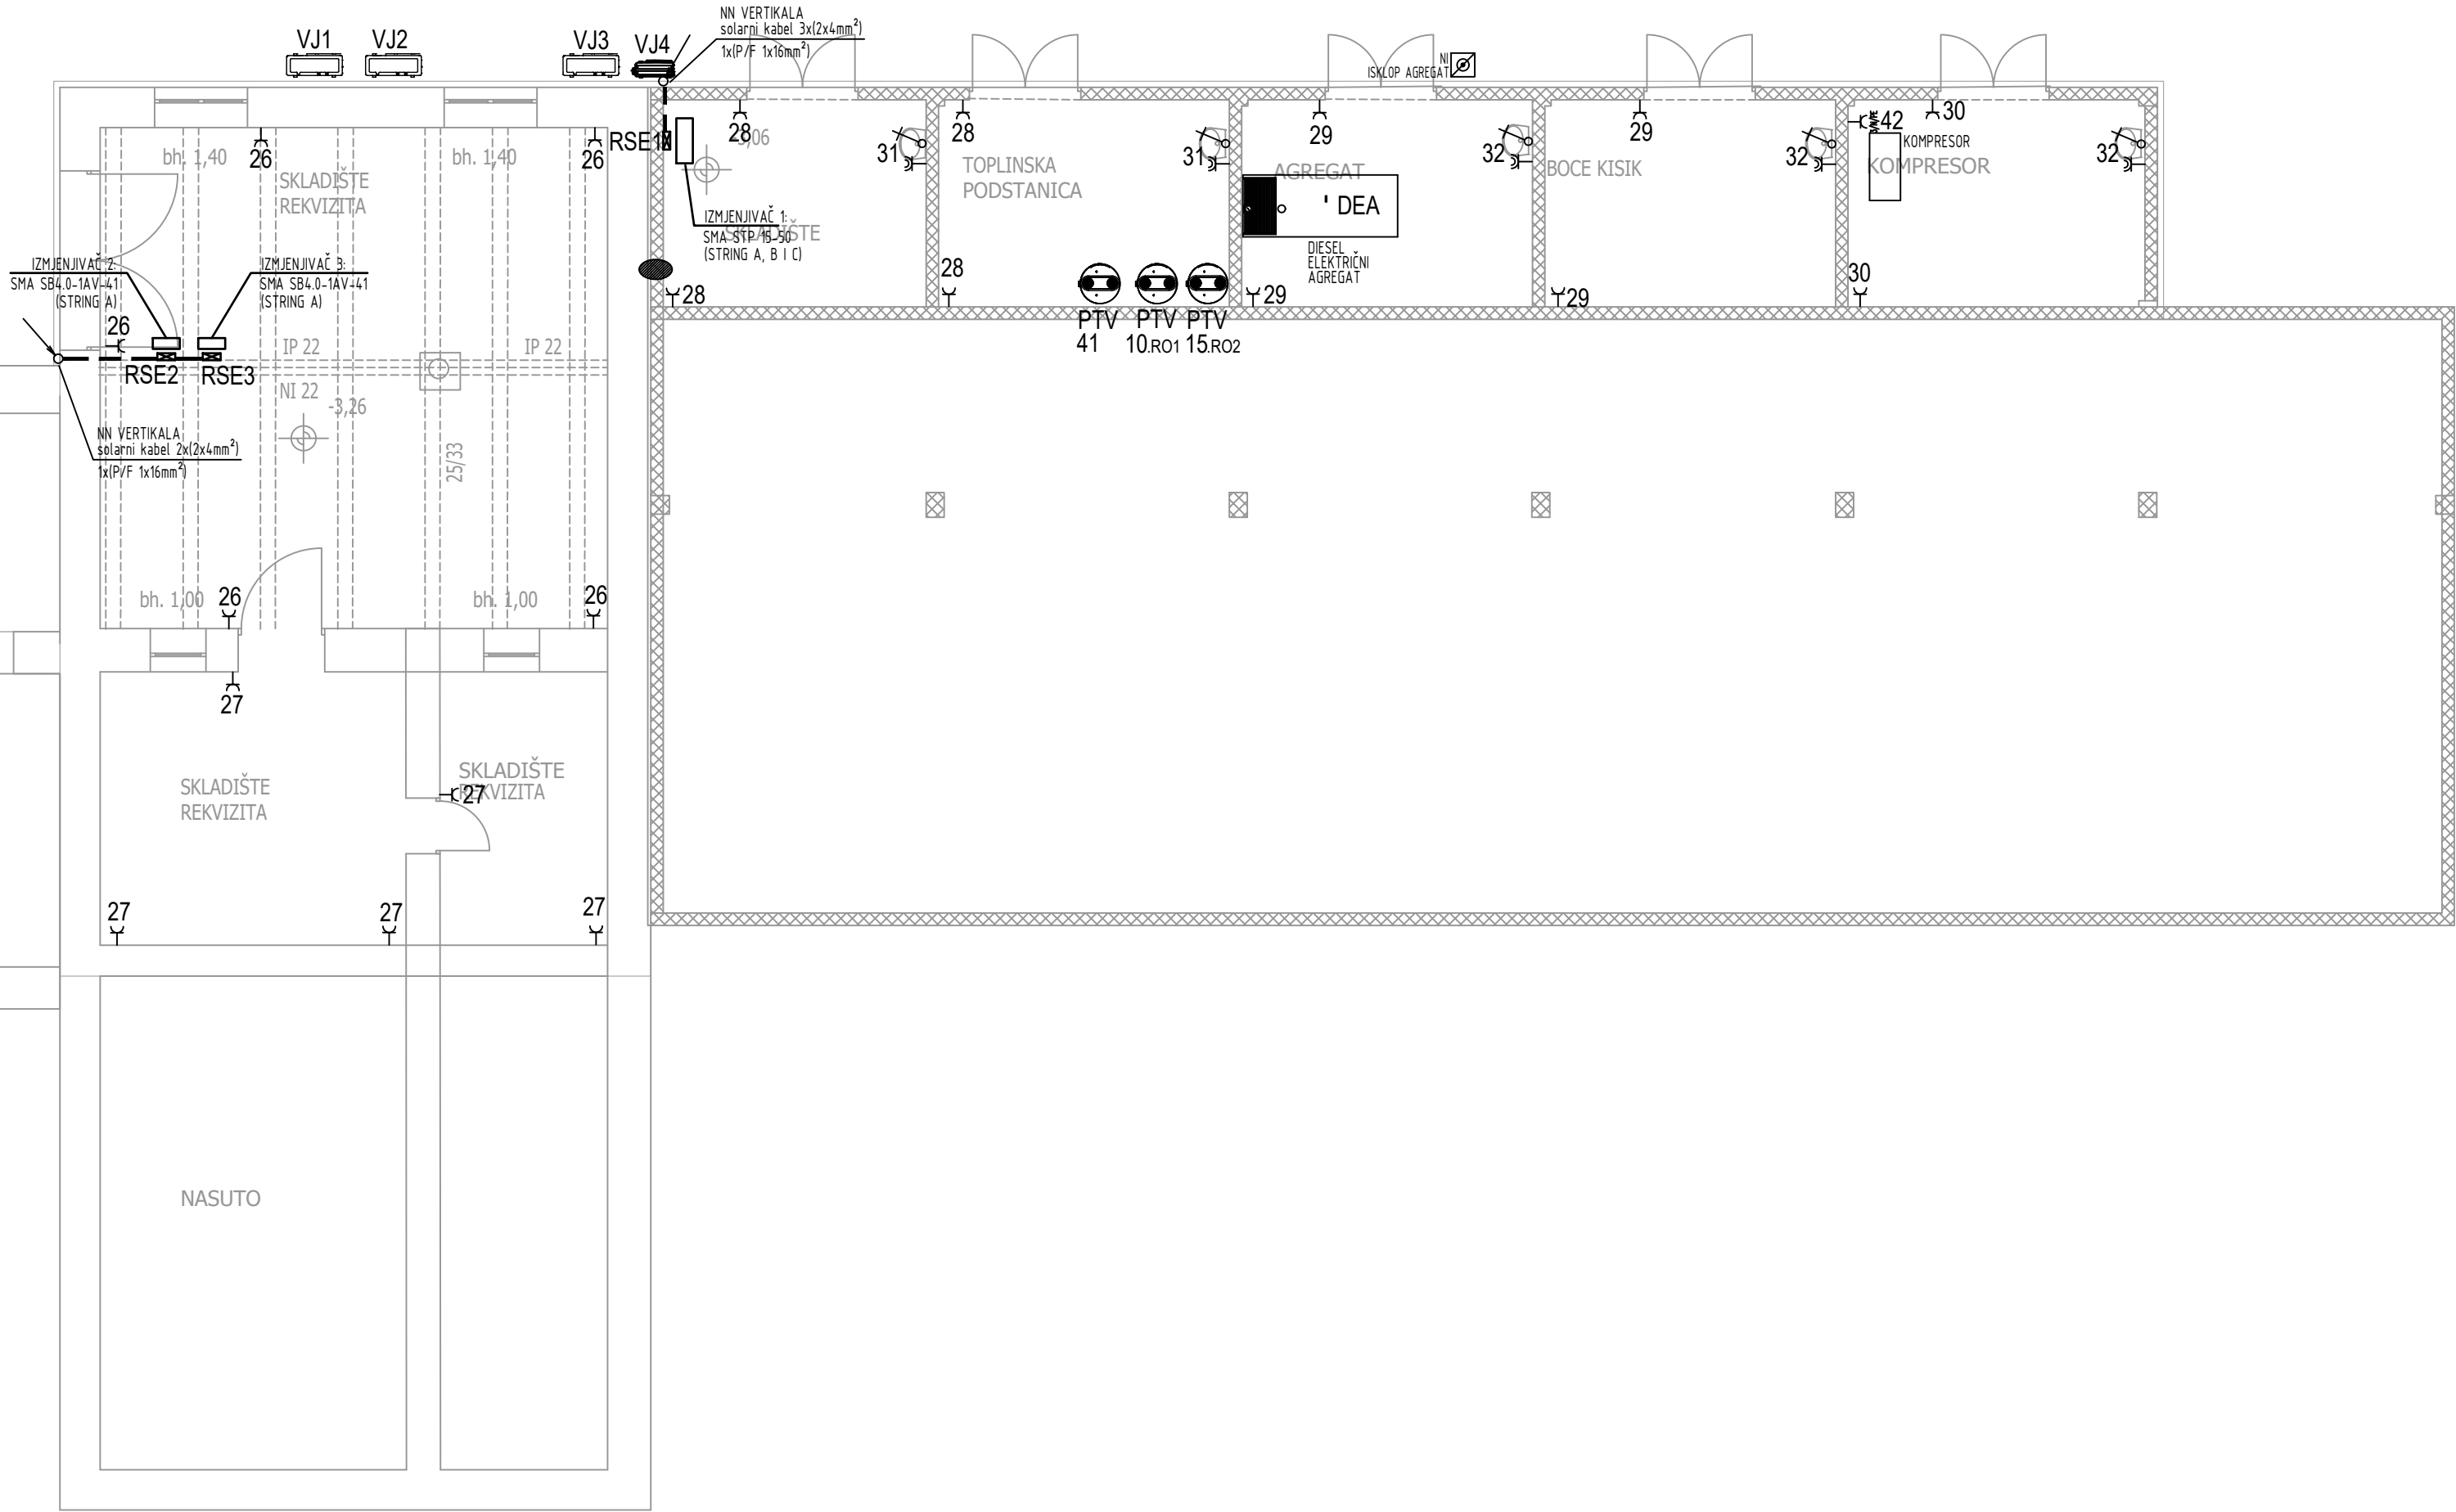 NN VERTIKALA
solarni kabel 3x(2x4mm²)
1x(P/F 1x16mm²)
VJ1
VJ2
VJ3
VJ4
NI
ISKLOP AGREGAT
26
26
RSE1
28
28
29
29
42
30
bh. 1,40
bh. 1,40
SKLADIŠTE
REKVIZITA
31
31
32
32
32
TOPLINSKA
PODSTANICA
AGREGAT
BOCE KISIK
KOMPRESOR
KOMPRESOR
' DEA
IZMJENJIVAČ 1:
SMA STP 15-50
(STRING A, B I C)
SKLADIŠTE
DIESEL
ELEKTRIČNI
AGREGAT
IZMJENJIVAČ 2:
SMA SB4.0-1AV-41
(STRING A)
IZMJENJIVAČ 3:
SMA SB4.0-1AV-41
(STRING A)
28
28
29
29
30
PTV
41
PTV
10.RO1
PTV
15.RO2
26
IP 22
IP 22
RSE2
RSE3
NI 22
-3,26
NN VERTIKALA
solarni kabel 2x(2x4mm²)
1x(P/F 1x16mm²)
25/33
bh. 1,00
26
bh. 1,00
26
27
SKLADIŠTE
REKVIZITA
SKLADIŠTE
REKVIZITA
27
27
27
27
NASUTO